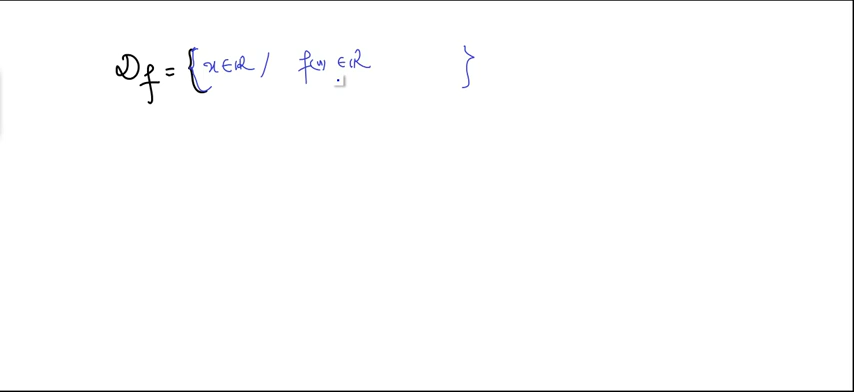 𝒟f = { x ∈ ℝ / f(x) ∈ ℝ }